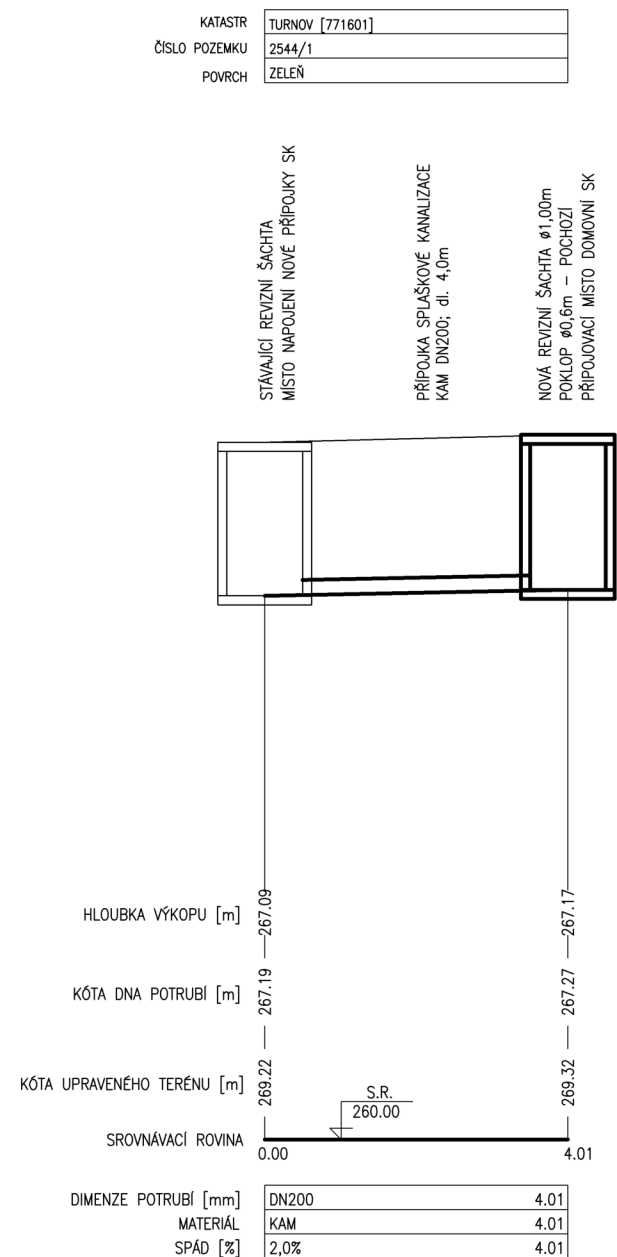 KATASTR TURNOV [771601]
ČÍSLO POZEMKU 2544/1
POVRCH ZELEŇ
STÁVAJÍCÍ REVIZNÍ ŠACHTA
MÍSTO NAPOJENÍ NOVÉ PŘÍPOJKY SK
PŘÍPOJKA SPLAŠKOVÉ KANALIZACE
KAM DN200; dl. 4,0m
NOVÁ REVIZNÍ ŠACHTA ø1,00m
POKLOP ø0,6m – POCHOZÍ
PŘIPOJOVACÍ MÍSTO DOMOVNÍ SK
HLOUBKA VÝKOPU [m] 267.09 267.17
KÓTA DNA POTRUBÍ [m] 267.19 267.27
KÓTA UPRAVENÉHO TERÉNU [m] 269.22 269.32
S.R.
260.00
SROVNÁVACÍ ROVINA
0.00 4.01
DIMENZE POTRUBÍ [mm] DN200 4.01
MATERIÁL KAM 4.01
SPÁD [%] 2,0% 4.01